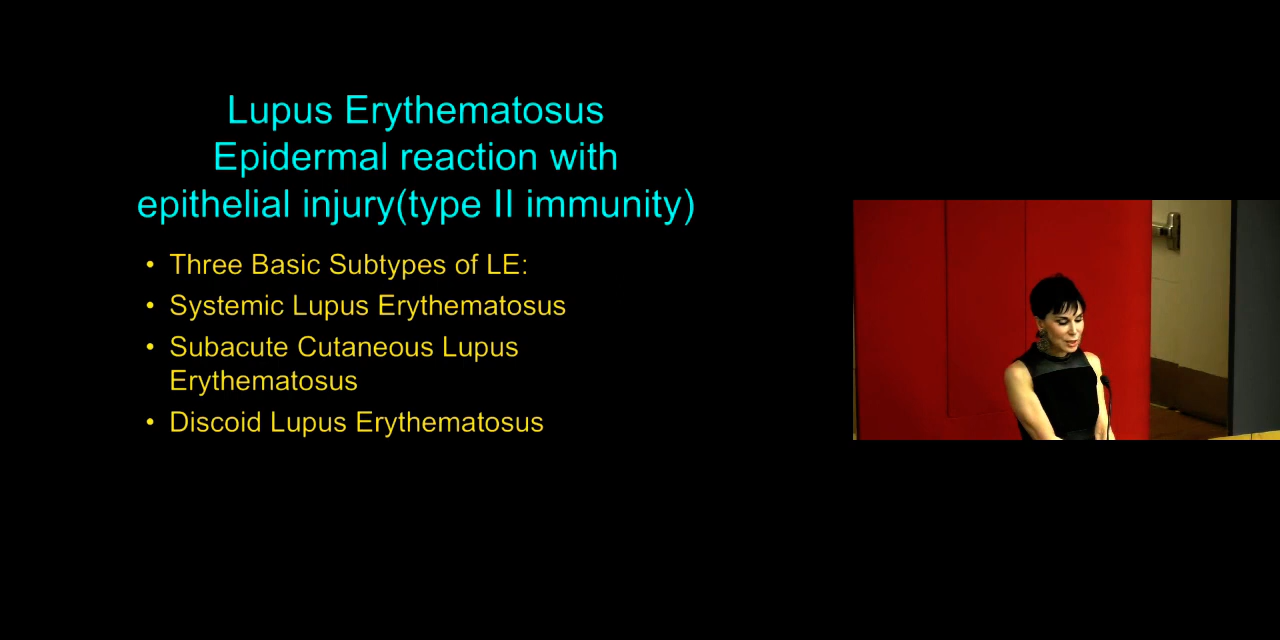 Lupus Erythematosus
Epidermal reaction with
epithelial injury(type II immunity)
• Three Basic Subtypes of LE:
• Systemic Lupus Erythematosus
• Subacute Cutaneous Lupus
Erythematosus
• Discoid Lupus Erythematosus